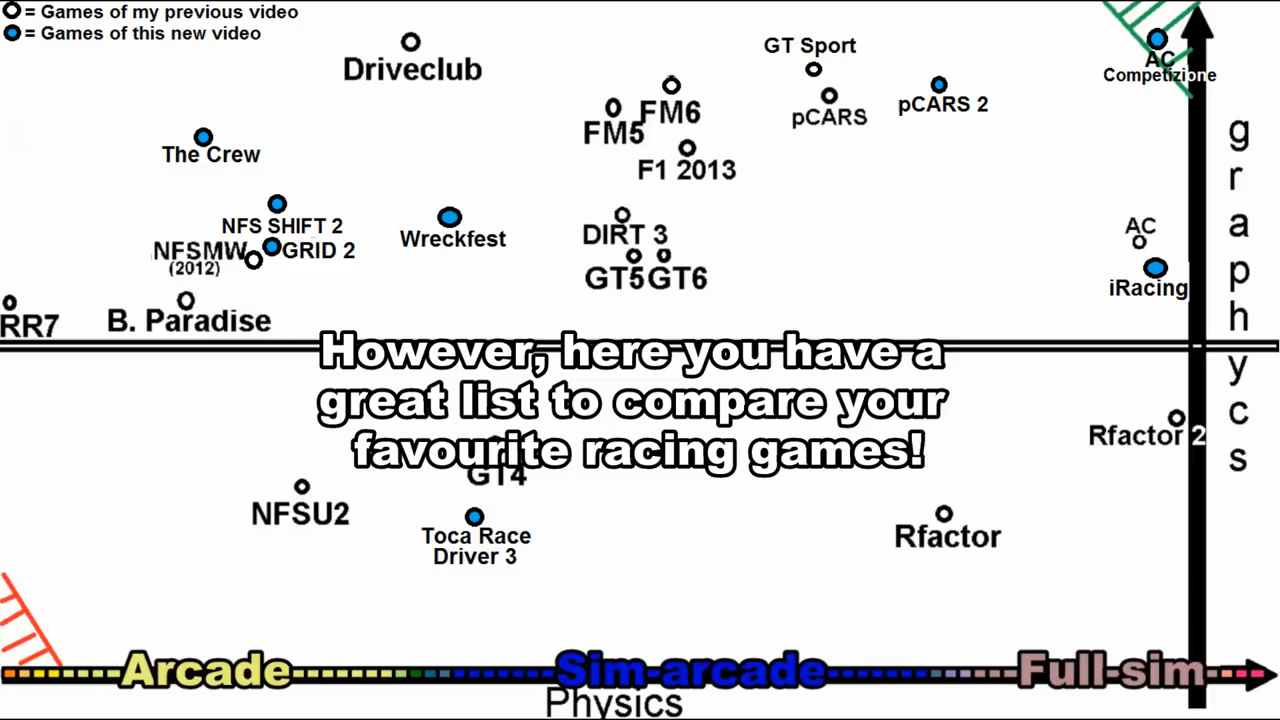 = Games of my previous video
= Games of this new video
Driveclub
GT Sport
AC
Competizione
FM6
FM5
pCARS
pCARS 2
The Crew
F1 2013
NFS SHIFT 2
Wreckfest
DIRT 3
AC
NFSMW
(2012)
GRID 2
GT5
GT6
iRacing
RR7
B. Paradise
graphycs
However, here you have a
great list to compare your
favourite racing games!
Rfactor 2
GT4
NFSU2
Toca Race
Driver 3
Rfactor
Arcade
Sim-arcade
Full-sim
Physics